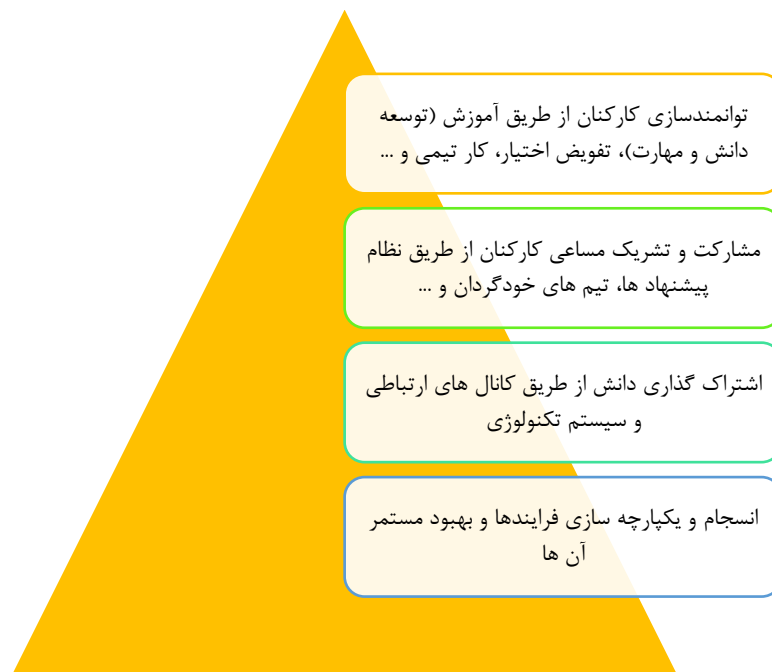 توانمندسازی کارکنان از طریق آموزش (توسعه
دانش و مهارت)، تفویض اختیار، کار تیمی و ...
مشارکت و تشریک مساعی کارکنان از طریق نظام
پیشنهاد ها، تیم های خودگردان و ...
اشتراک گذاری دانش از طریق کانال های ارتباطی
و سیستم تکنولوژی
انسجام و یکپارچه سازی فرایندها و بهبود مستمر
آن ها